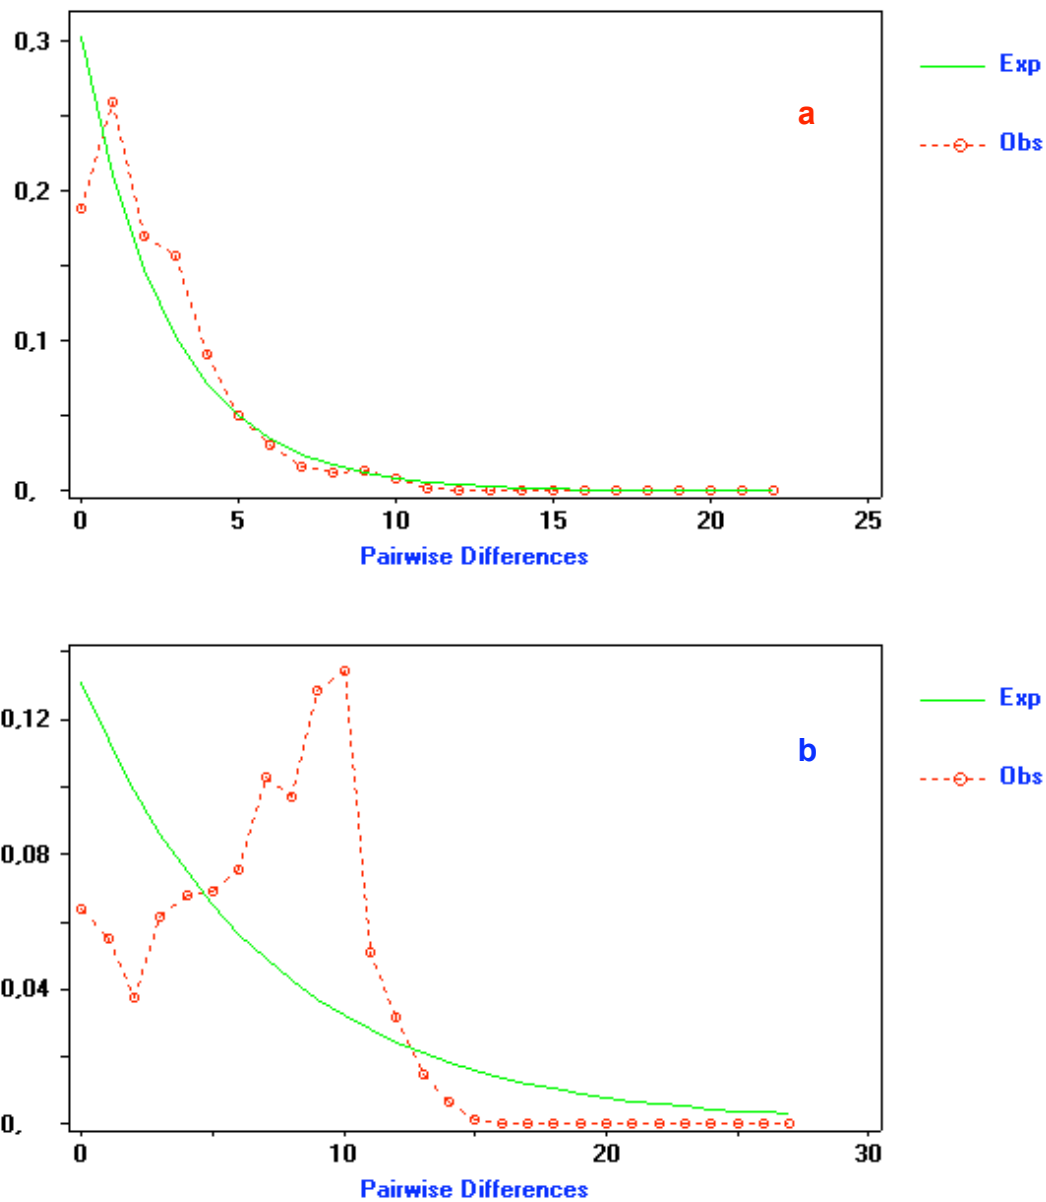 0,3
0,2
0,1
0,
0 5 10 15 20 25
Pairwise Differences
a
Exp
Obs
0,12
0,08
0,04
0,
0 10 20 30
Pairwise Differences
b
Exp
Obs